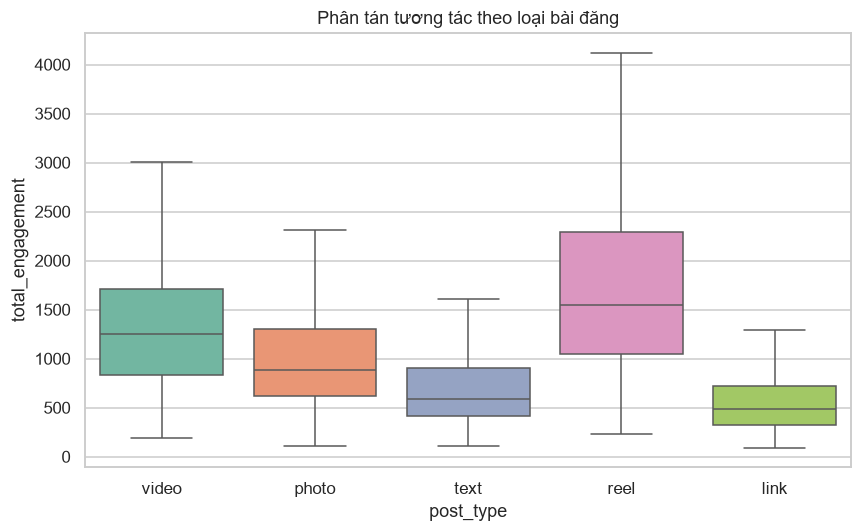 Phân tán tương tác theo loại bài đăng
total_engagement
4000
3500
3000
2500
2000
1500
1000
500
0
video photo text reel link
post_type